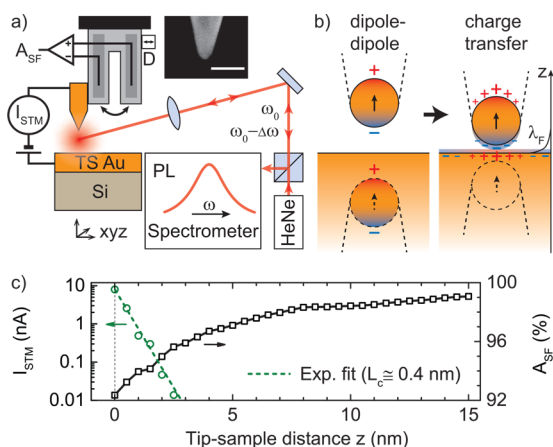 a)
A_SF
+
−
D
I_STM
ω₀
ω₀−Δω
TS Au
Si
xyz
PL
ω
Spectrometer
HeNe
b)
dipole-
dipole
charge
transfer
z
λ_F
c)
I_STM (nA)
10
1
0.1
0.01
Exp. fit (L_c ≅ 0.4 nm)
0
5
10
15
Tip-sample distance z (nm)
100
98
96
94
92
A_SF (%)